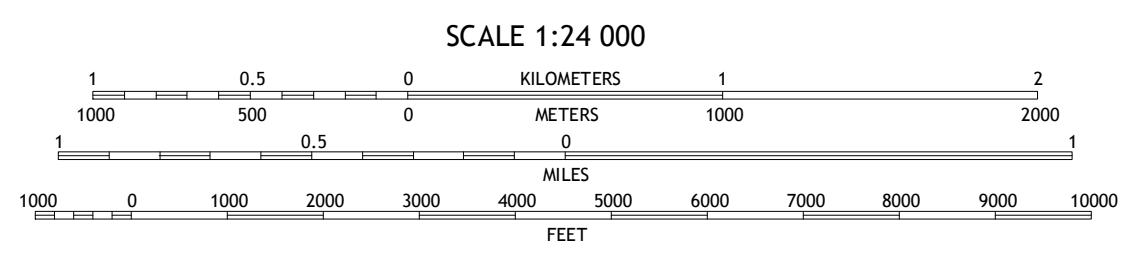 SCALE 1:24 000
1 0.5 0 KILOMETERS 1 2
1000 500 0 METERS 1000 2000
1 0.5 0 1
MILES
1000 0 1000 2000 3000 4000 5000 6000 7000 8000 9000 10000
FEET